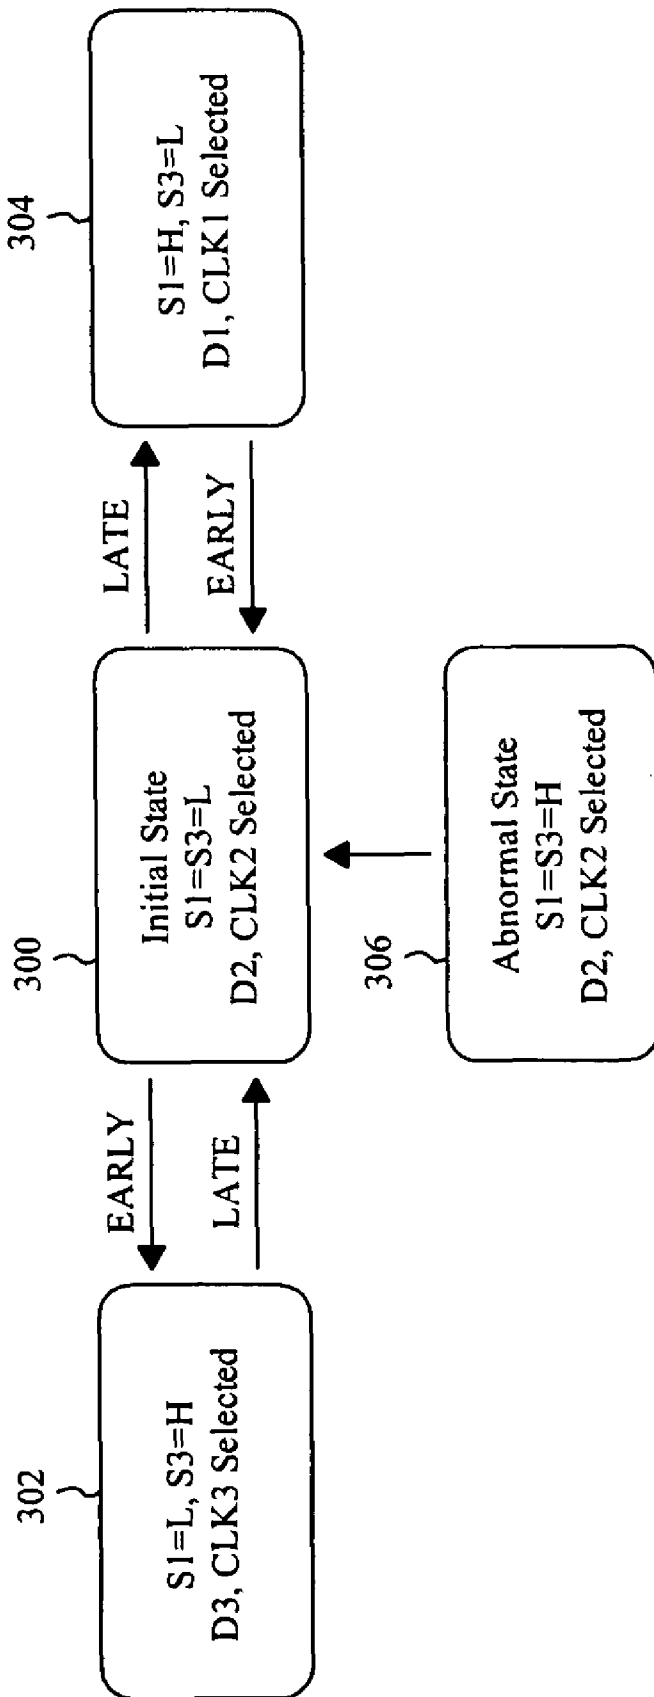 302
S1=L, S3=H
D3, CLK3 Selected
EARLY
LATE
300
Initial State
S1=S3=L
D2, CLK2 Selected
LATE
EARLY
304
S1=H, S3=L
D1, CLK1 Selected
306
Abnormal State
S1=S3=H
D2, CLK2 Selected